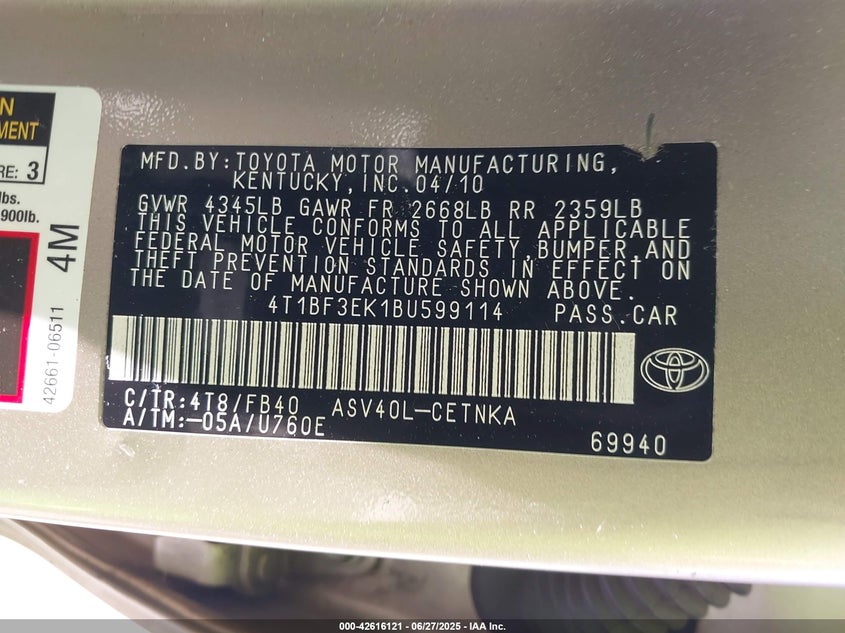 N
MENT
RE: 3
lbs.
900lb.
4M
42661-06511
MFD.BY:TOYOTA MOTOR MANUFACTURING,
KENTUCKY,INC.04/10
GVWR 4345LB GAWR FR 2668LB RR 2359LB
THIS VEHICLE CONFORMS TO ALL APPLICABLE
FEDERAL MOTOR VEHICLE SAFETY,BUMPER,AND
THEFT PREVENTION STANDARDS IN EFFECT ON
THE DATE OF MANUFACTURE SHOWN ABOVE.
4T1BF3EK1BU599114 PASS.CAR
C/TR:4T8/FB40 ASV40L-CETNKA
A/TM:-05A/U760E
69940
000-42616121 - 06/27/2025 - IAA Inc.